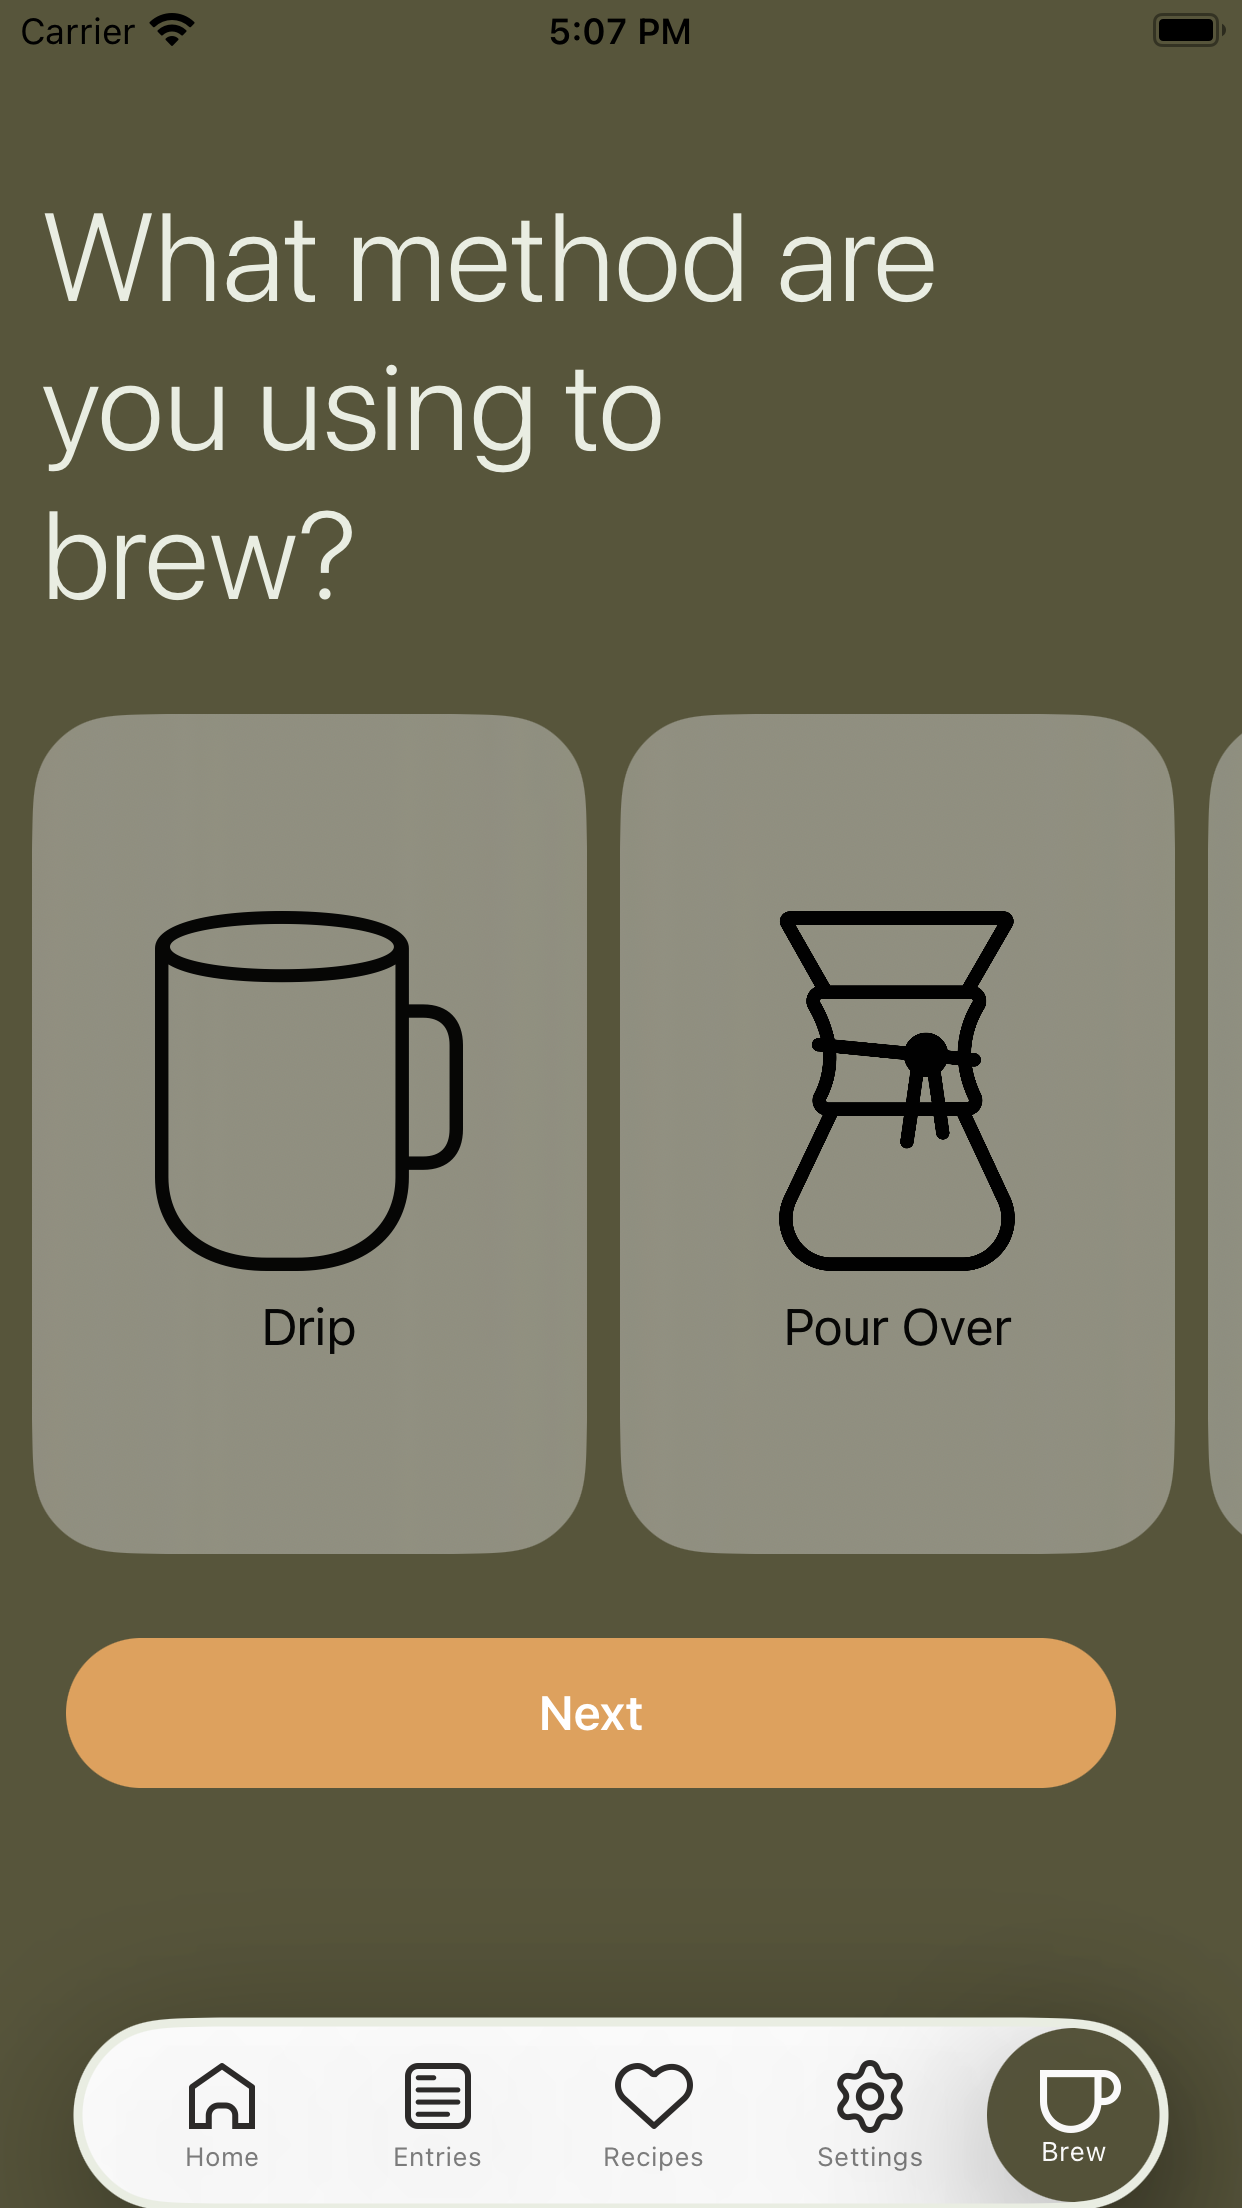 Carrier 5:07 PM
What method are
you using to
brew?
Drip
Pour Over
Next
Home
Entries
Recipes
Settings
Brew